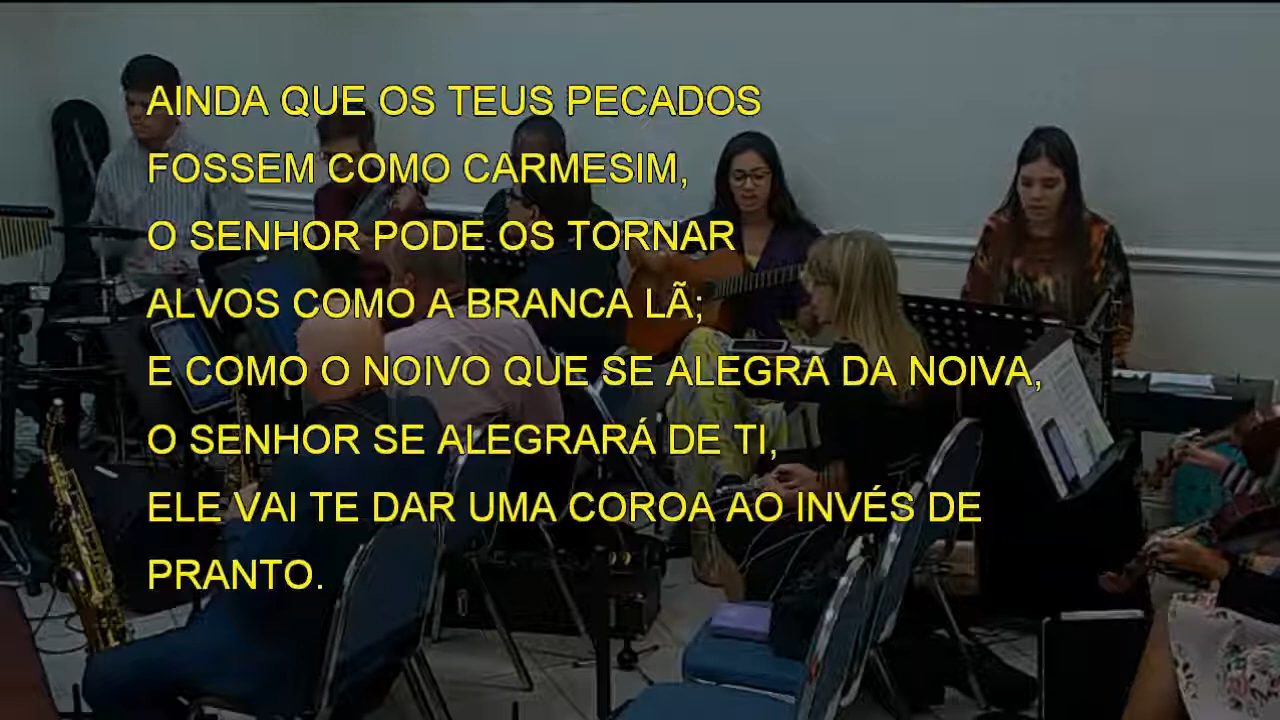 AINDA QUE OS TEUS PECADOS
FOSSEM COMO CARMESIM,
O SENHOR PODE OS TORNAR
ALVOS COMO A BRANCA LÃ;
E COMO O NOIVO QUE SE ALEGRA DA NOIVA,
O SENHOR SE ALEGRARÁ DE TI,
ELE VAI TE DAR UMA COROA AO INVÉS DE
PRANTO.